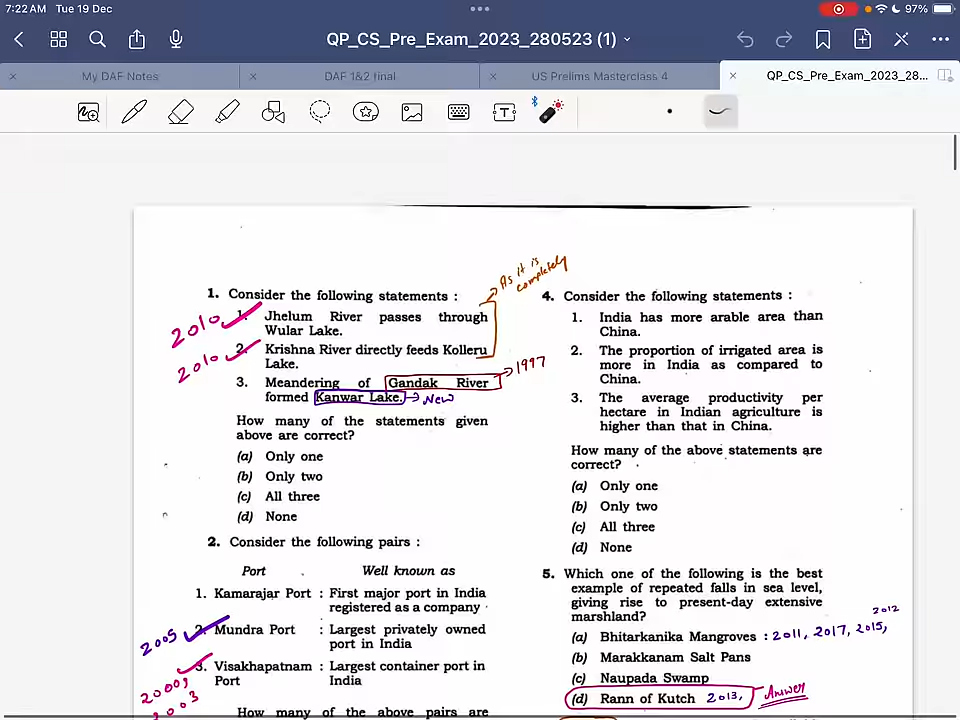 7:22 AM Tue 19 Dec
97%
QP_CS_Pre_Exam_2023_280523 (1)
My DAF Notes
DAF 1&2 final
US Prelims Masterclass 4
QP_CS_Pre_Exam_2023_28...
As it is
completely
1. Consider the following statements :
2010
1. Jhelum River passes through
Wular Lake.
2010
2. Krishna River directly feeds Kolleru
Lake.
3. Meandering of Gandak River
1997
formed Kanwar Lake.
New
How many of the statements given
above are correct?
(a) Only one
(b) Only two
(c) All three
(d) None
2. Consider the following pairs :
Port Well known as
1. Kamarajar Port : First major port in India
registered as a company
2005
2. Mundra Port : Largest privately owned
port in India
2000,
2003
3. Visakhapatnam : Largest container port in
Port India
How many of the above pairs are
4. Consider the following statements :
1. India has more arable area than
China.
2. The proportion of irrigated area is
more in India as compared to
China.
3. The average productivity per
hectare in Indian agriculture is
higher than that in China.
How many of the above statements are
correct?
(a) Only one
(b) Only two
(c) All three
(d) None
5. Which one of the following is the best
example of repeated falls in sea level,
giving rise to present-day extensive
marshland?
2012
(a) Bhitarkanika Mangroves : 2011, 2017, 2015,
(b) Marakkanam Salt Pans
(c) Naupada Swamp
(d) Rann of Kutch 2013,
Answer